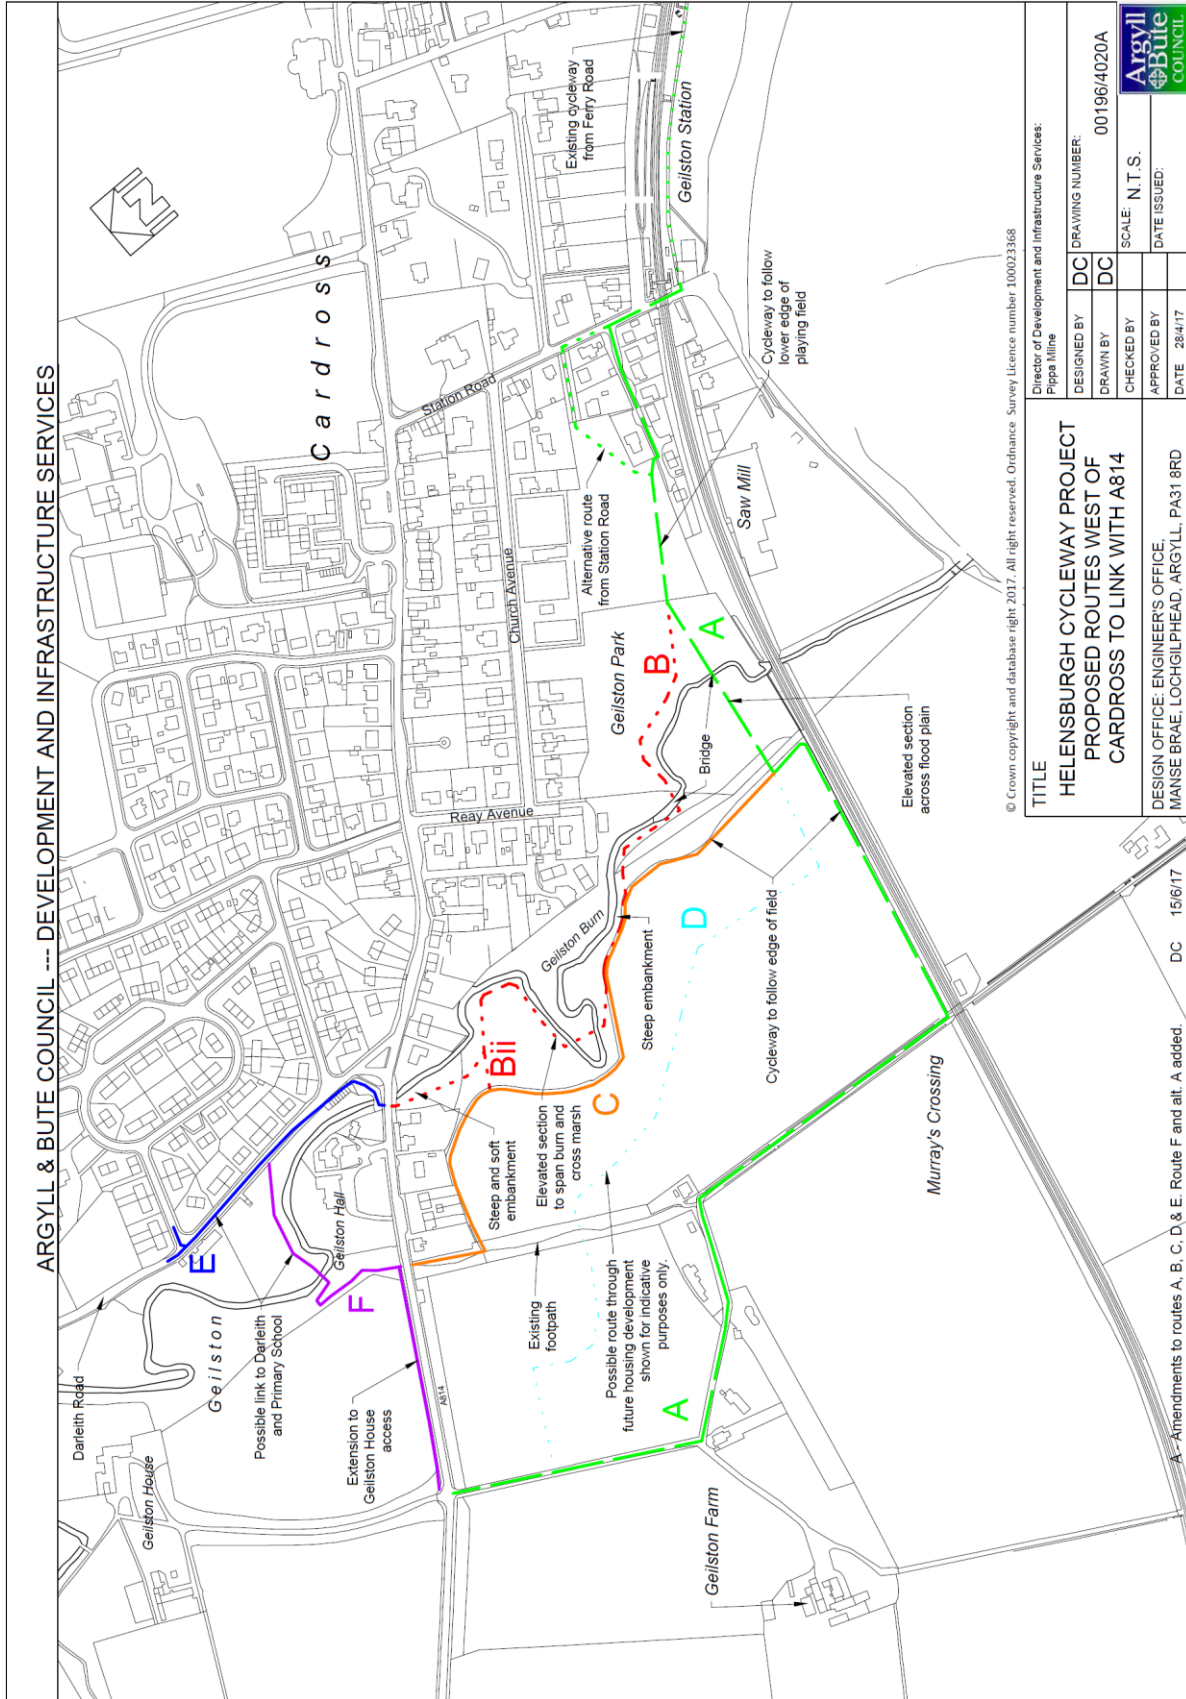 ARGYLL & BUTE COUNCIL --- DEVELOPMENT AND INFRASTRUCTURE SERVICES
Darleith Road
Geilston House
Geilston
Possible link to Darleith
and Primary School
Extension to
Geilston House
access
E
F
Geilston Hall
A814
Cardross
N
Station Road
Church Avenue
Reay Avenue
Existing cycleway
from Ferry Road
Geilston Station
Alternative route
from Station Road
Cycleway to follow
lower edge of
playing field
Saw Mill
Geilston Park
A
B
Bridge
Elevated section
across flood plain
Geilston Burn
Steep embankment
D
Cycleway to follow edge of field
Bii
C
Steep and soft
embankment
Elevated section
to span burn and
cross marsh
Existing
footpath
Possible route through
future housing development
shown for indicative
purposes only.
A
Murray's Crossing
Geilston Farm
© Crown copyright and database right 2017. All right reserved. Ordnance Survey Licence number 100023368
TITLE
HELENSBURGH CYCLEWAY PROJECT
PROPOSED ROUTES WEST OF
CARDROSS TO LINK WITH A814
DESIGN OFFICE: ENGINEER'S OFFICE,
MANSE BRAE, LOCHGILPHEAD, ARGYLL, PA31 8RD
Director of Development and Infrastructure Services:
Pippa Milne
DESIGNED BY DC
DRAWN BY DC
CHECKED BY
APPROVED BY
DATE 28/4/17
DRAWING NUMBER:
00196/4020A
SCALE: N.T.S.
DATE ISSUED:
Argyll
&Bute
COUNCIL
A - Amendments to routes A, B, C, D & E. Route F and alt. A added. DC 15/6/17